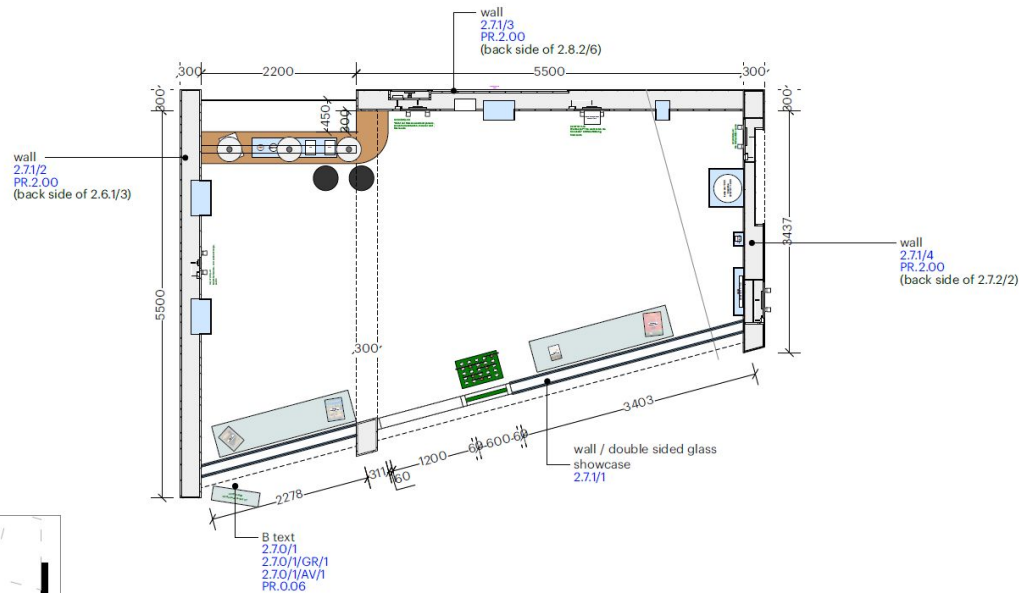 wall
2.7.1/3
PR.2.00
(back side of 2.8.2/6)
300
2200
5500
300
300
450
300
300
wall
2.7.1/2
PR.2.00
(back side of 2.6.1/3)
3437
wall
2.7.1/4
PR.2.00
(back side of 2.7.2/2)
5500
300
3403
60
600
60
1200
311
60
2278
wall / double sided glass
showcase
2.7.1/1
B text
2.7.0/1
2.7.0/1/GR/1
2.7.0/1/AV/1
PR.0.06